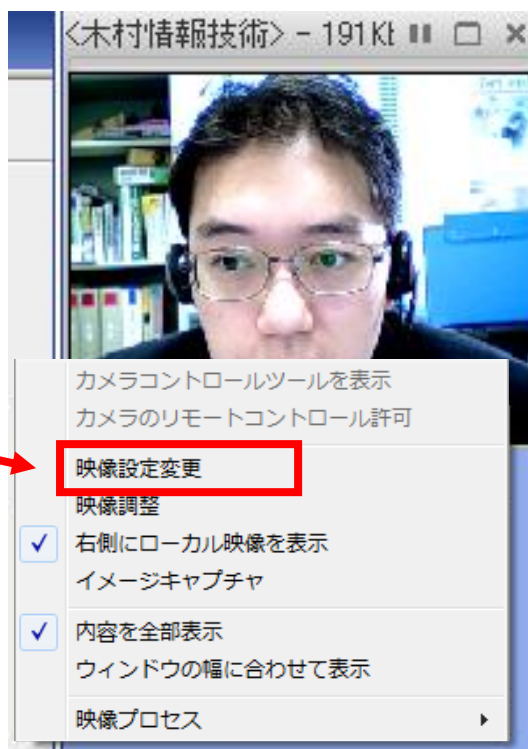 <木村情報技術> - 191Kt
カメラコントロールツールを表示
カメラのリモートコントロール許可
映像設定変更
映像調整
右側にローカル映像を表示
イメージキャプチャ
内容を全部表示
ウィンドウの幅に合わせて表示
映像プロセス